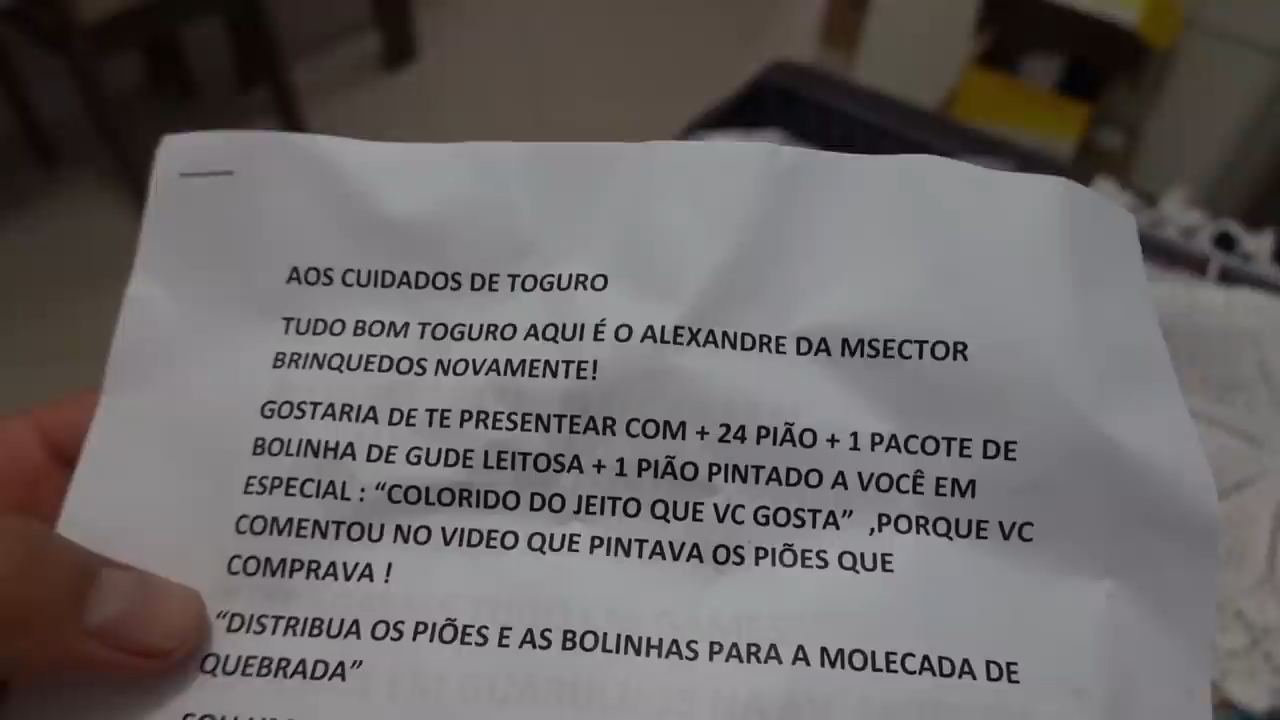 AOS CUIDADOS DE TOGURO
TUDO BOM TOGURO AQUI É O ALEXANDRE DA MSECTOR
BRINQUEDOS NOVAMENTE!
GOSTARIA DE TE PRESENTEAR COM + 24 PIÃO + 1 PACOTE DE
BOLINHA DE GUDE LEITOSA + 1 PIÃO PINTADO A VOCÊ EM
ESPECIAL : “COLORIDO DO JEITO QUE VC GOSTA” ,PORQUE VC
COMENTOU NO VIDEO QUE PINTAVA OS PIÕES QUE
COMPRAVA !
“DISTRIBUA OS PIÕES E AS BOLINHAS PARA A MOLECADA DE
QUEBRADA”